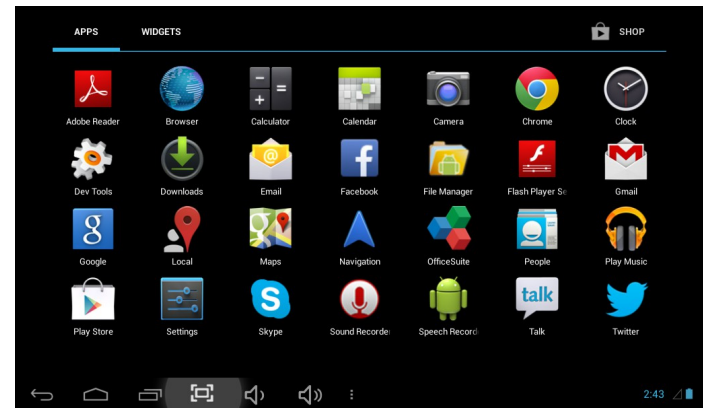 APPS WIDGETS SHOP
Adobe Reader Browser Calculator Calendar Camera Chrome Clock
Dev Tools Downloads Email Facebook File Manager Flash Player Se Gmail
Google Local Maps Navigation OfficeSuite People Play Music
talk
Play Store Settings Skype Sound Recorder Speech Record Talk Twitter
2:43